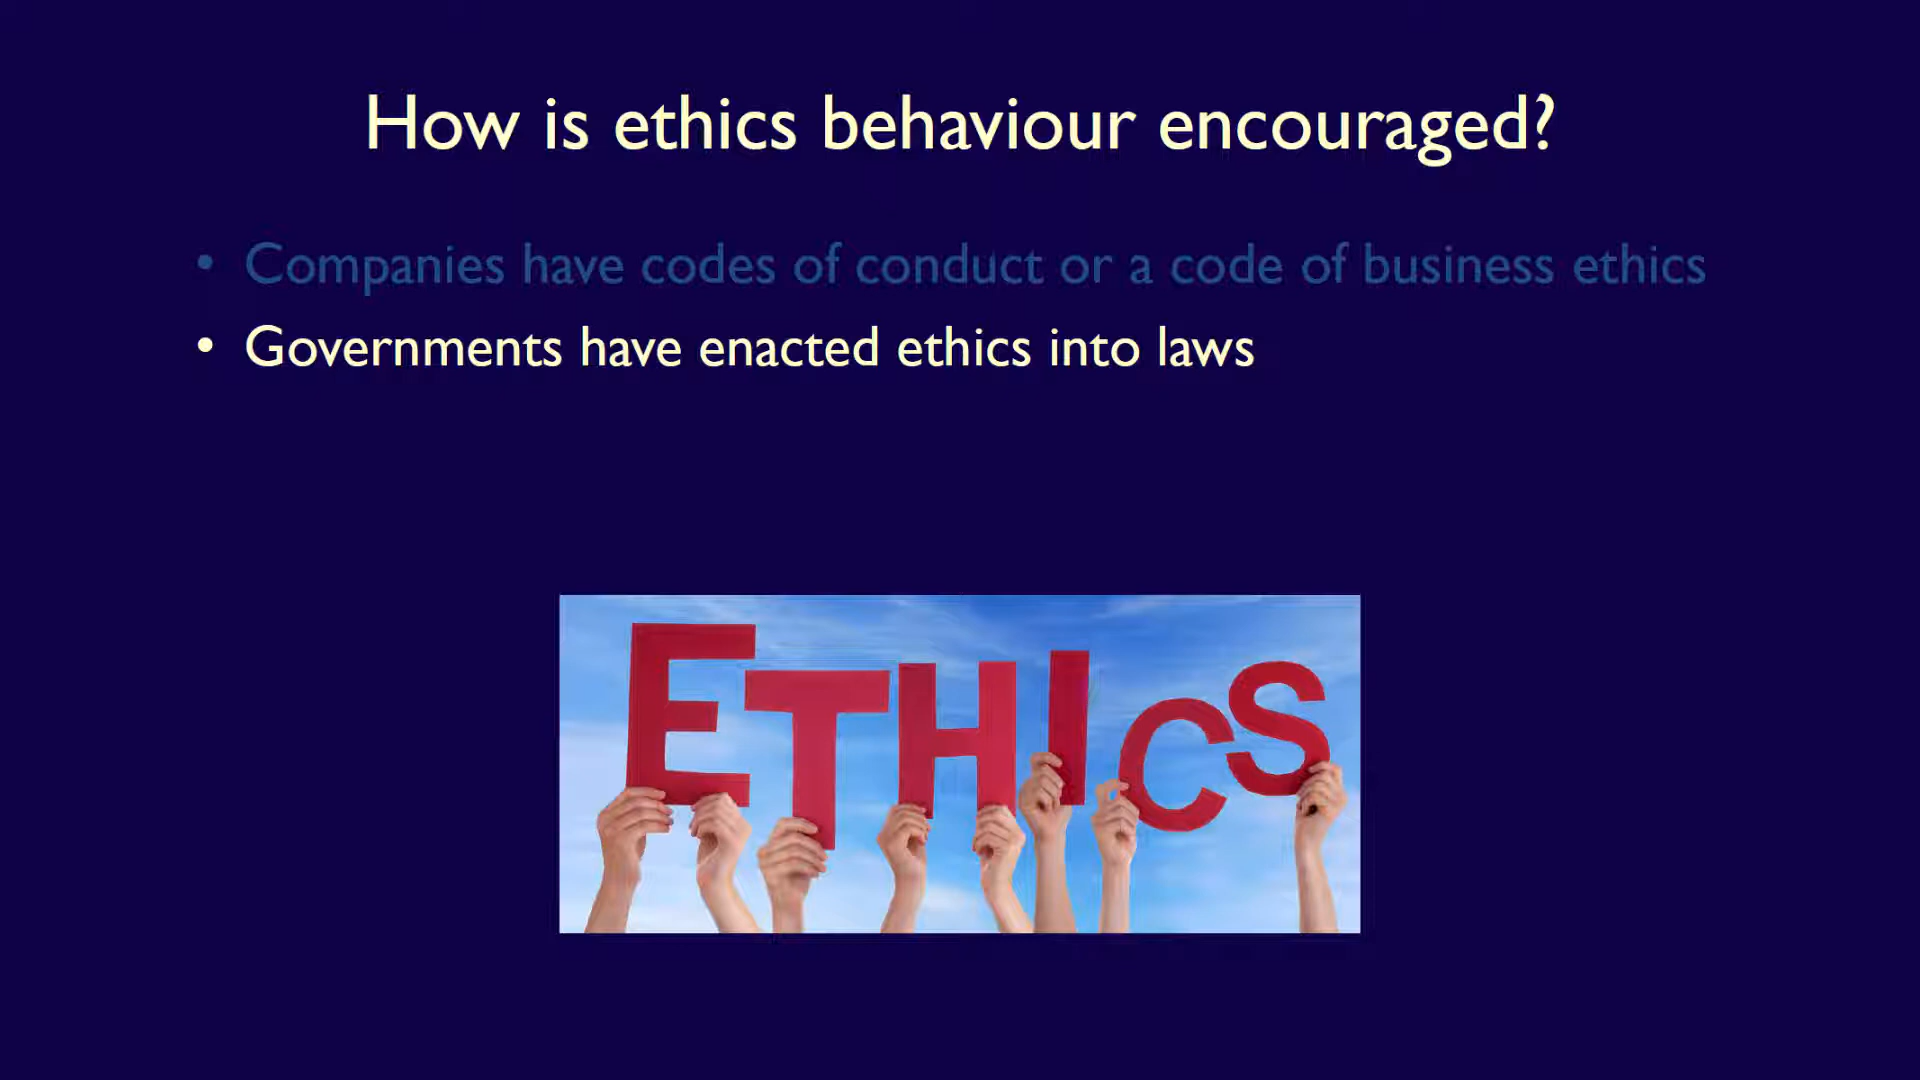 How is ethics behaviour encouraged?
• Companies have codes of conduct or a code of business ethics
• Governments have enacted ethics into laws
ETHICS